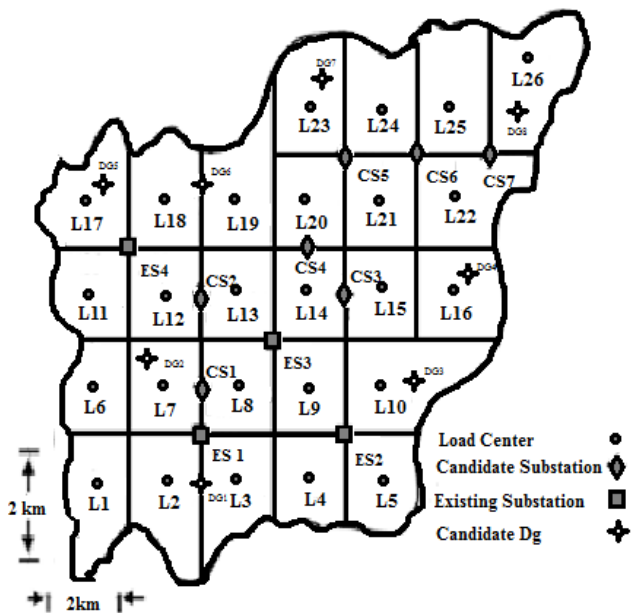 L26
DG7
L23
L24
L25
DG8
DG5
DG6
CS5
CS6
CS7
L17
L18
L19
L20
L21
L22
ES4
CS2
CS4
CS3
DG4
L11
L12
L13
L14
L15
L16
DG2
CS1
ES3
DG3
L6
L7
L8
L9
L10
ES 1
ES2
L1
L2
DG1
L3
L4
L5
2 km
2km
Load Center
Candidate Substation
Existing Substation
Candidate Dg